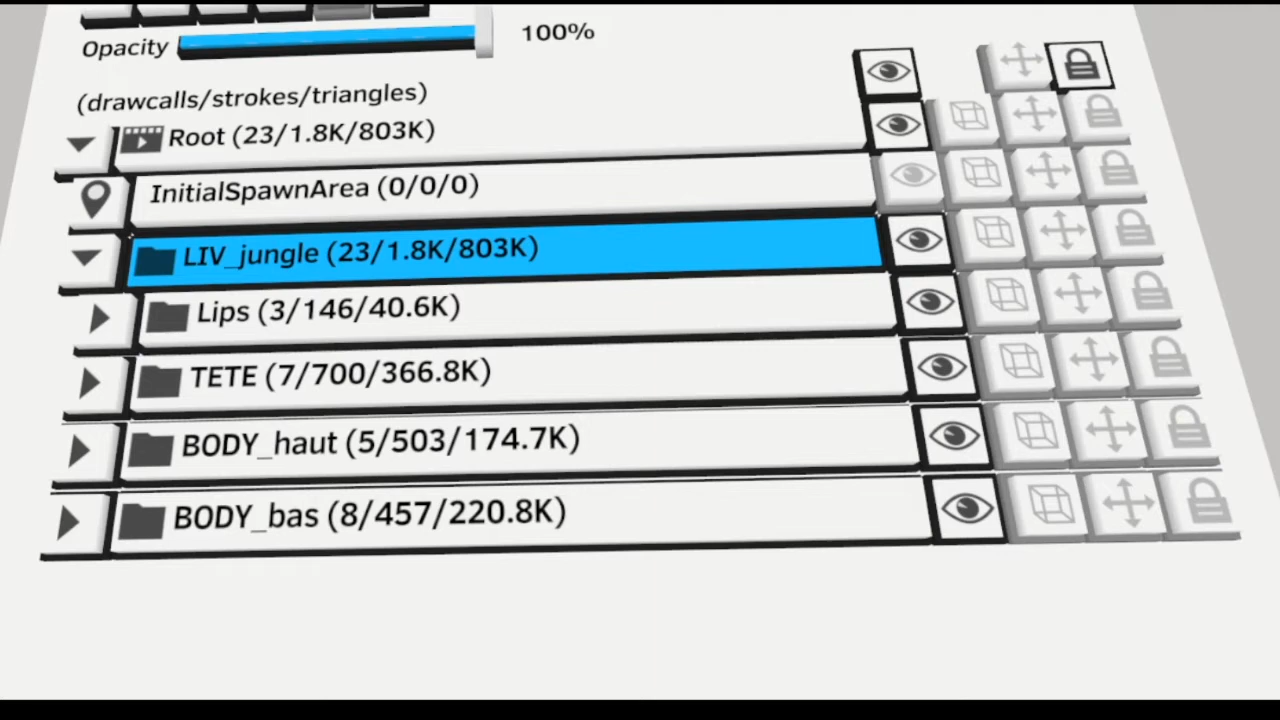 Opacity 100%
(drawcalls/strokes/triangles)
Root (23/1.8K/803K)
InitialSpawnArea (0/0/0)
LIV_jungle (23/1.8K/803K)
Lips (3/146/40.6K)
TETE (7/700/366.8K)
BODY_haut (5/503/174.7K)
BODY_bas (8/457/220.8K)